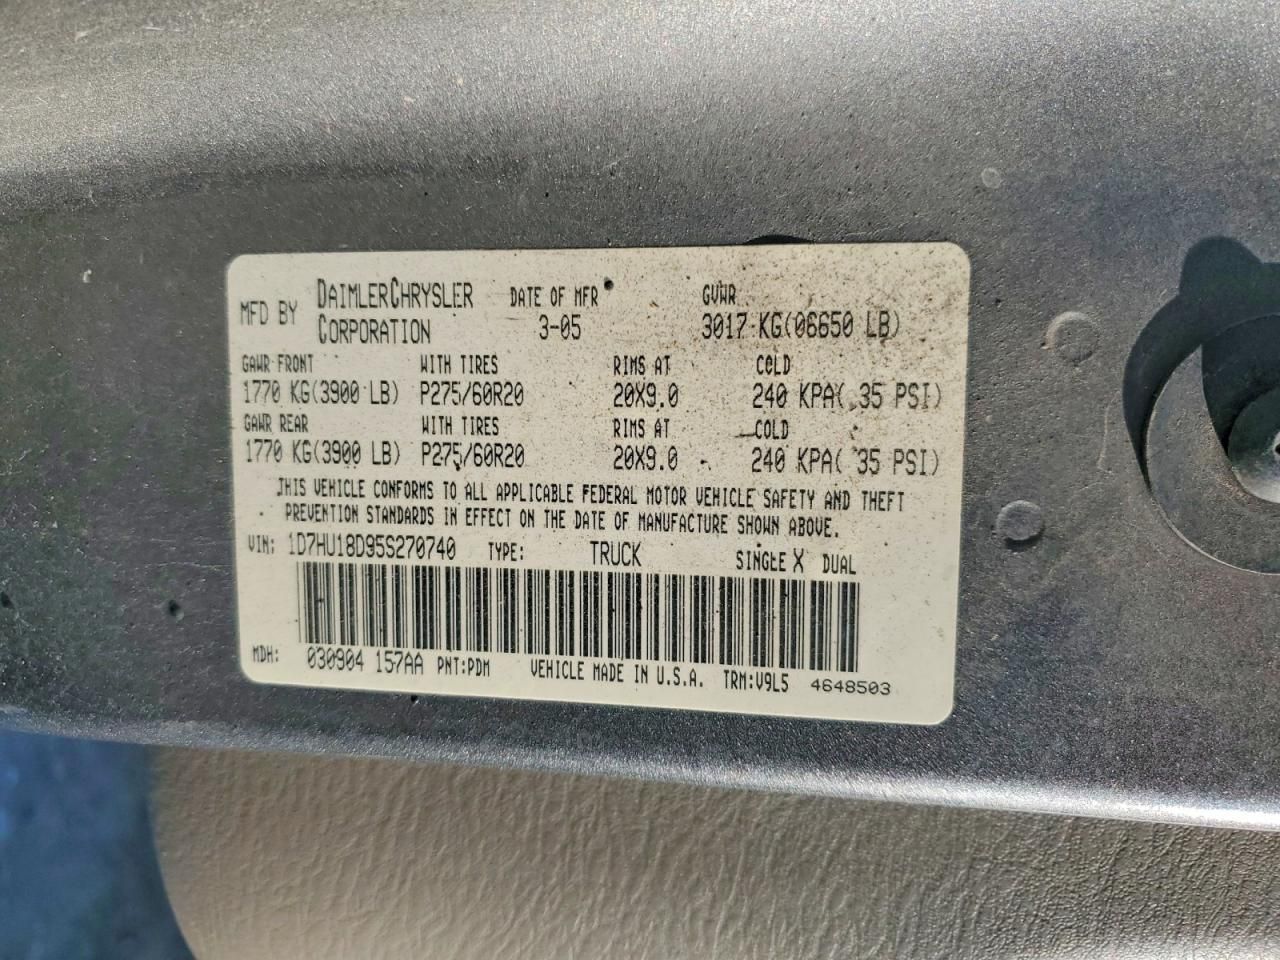 MFD BY DAIMLERCHRYSLER CORPORATION DATE OF MFR 3-05 GVWR 3017 KG(06650 LB)
GAWR FRONT WITH TIRES RIMS AT COLD
1770 KG(3900 LB) P275/60R20 20X9.0 240 KPA( 35 PSI)
GAWR REAR WITH TIRES RIMS AT COLD
1770 KG(3900 LB) P275/60R20 20X9.0 240 KPA( 35 PSI)
THIS VEHICLE CONFORMS TO ALL APPLICABLE FEDERAL MOTOR VEHICLE SAFETY AND THEFT
PREVENTION STANDARDS IN EFFECT ON THE DATE OF MANUFACTURE SHOWN ABOVE.
VIN: 1D7HU18D95S270740 TYPE: TRUCK SINGLE X DUAL
MDH: 030904 157AA PNT:PDM VEHICLE MADE IN U.S.A. TRM:V9L5 4648503